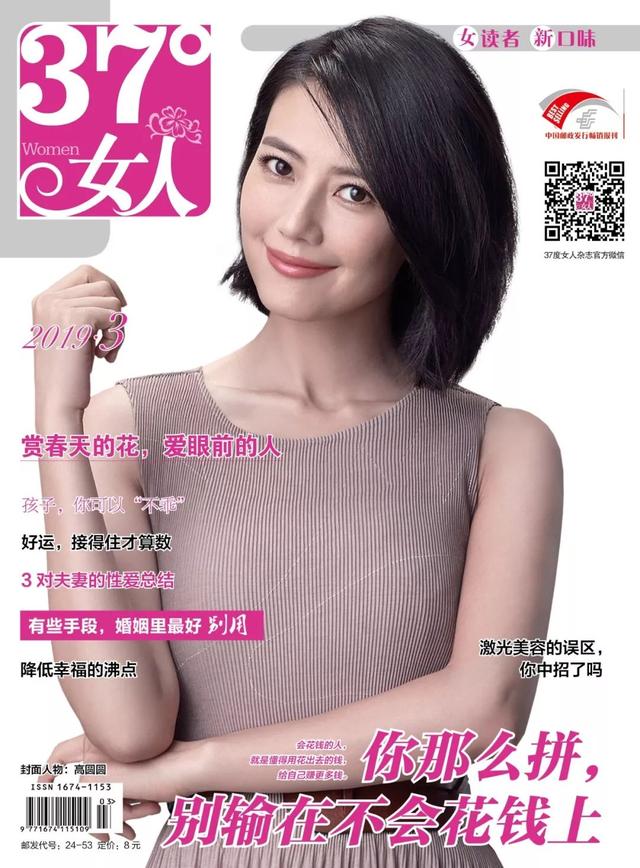 37°
Women
女人
女读者 新口味
BEST
SELLING
中国邮政发行畅销报刊
37度女人杂志官方微信
2019·3
赏春天的花，爱眼前的人
孩子，你可以“不乖”
好运，接得住才算数
3对夫妻的性爱总结
有些手段，婚姻里最好 别用
降低幸福的沸点
激光美容的误区，
你中招了吗
会花钱的人，
就是懂得用花出去的钱，
给自己赚更多钱。
你那么拼，
别输在不会花钱上
封面人物：高圆圆
ISSN 1674-1153
03>
9 771674 115109
邮发代号：24-53 定价：8元